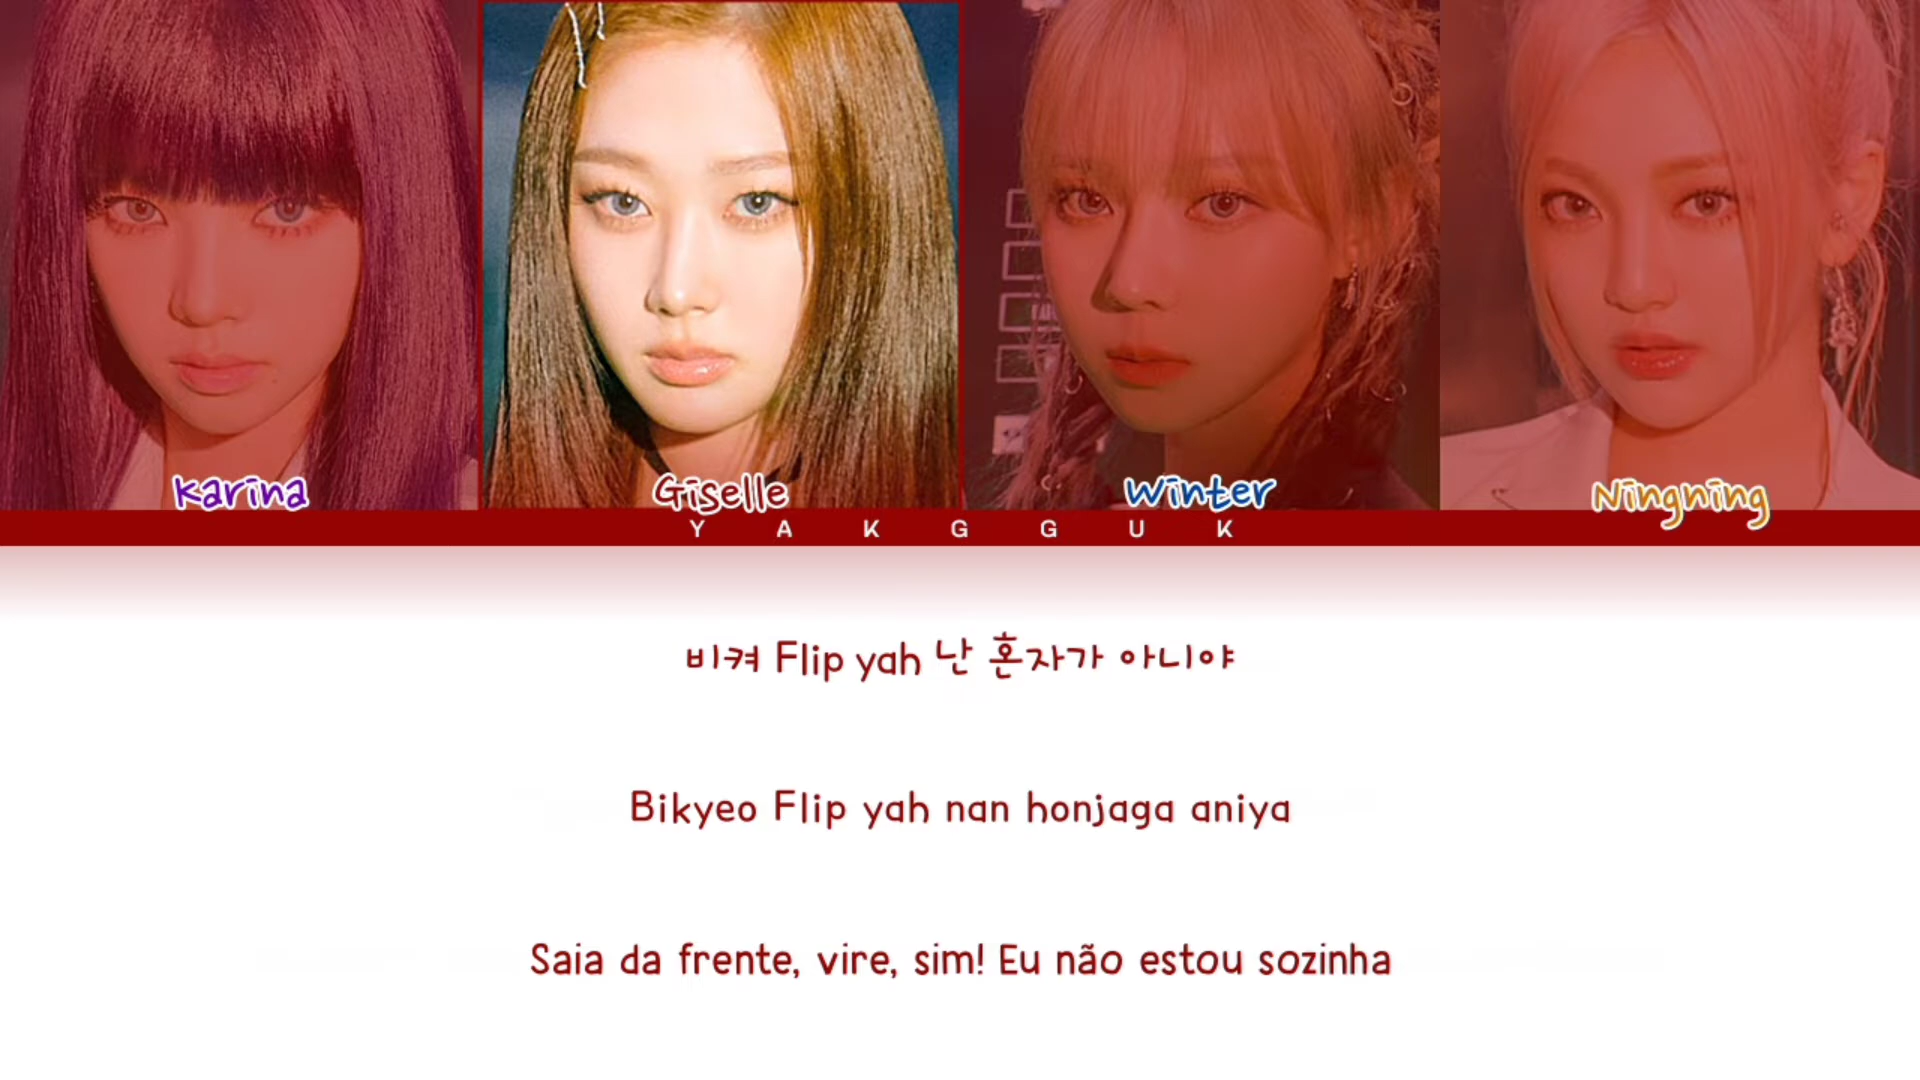 Karina
Giselle
Winter
Ningning
YAKGGUK
비켜 Flip yah 난 혼자가 아니야
Bikyeo Flip yah nan honjaga aniya
Saia da frente, vire, sim! Eu não estou sozinha